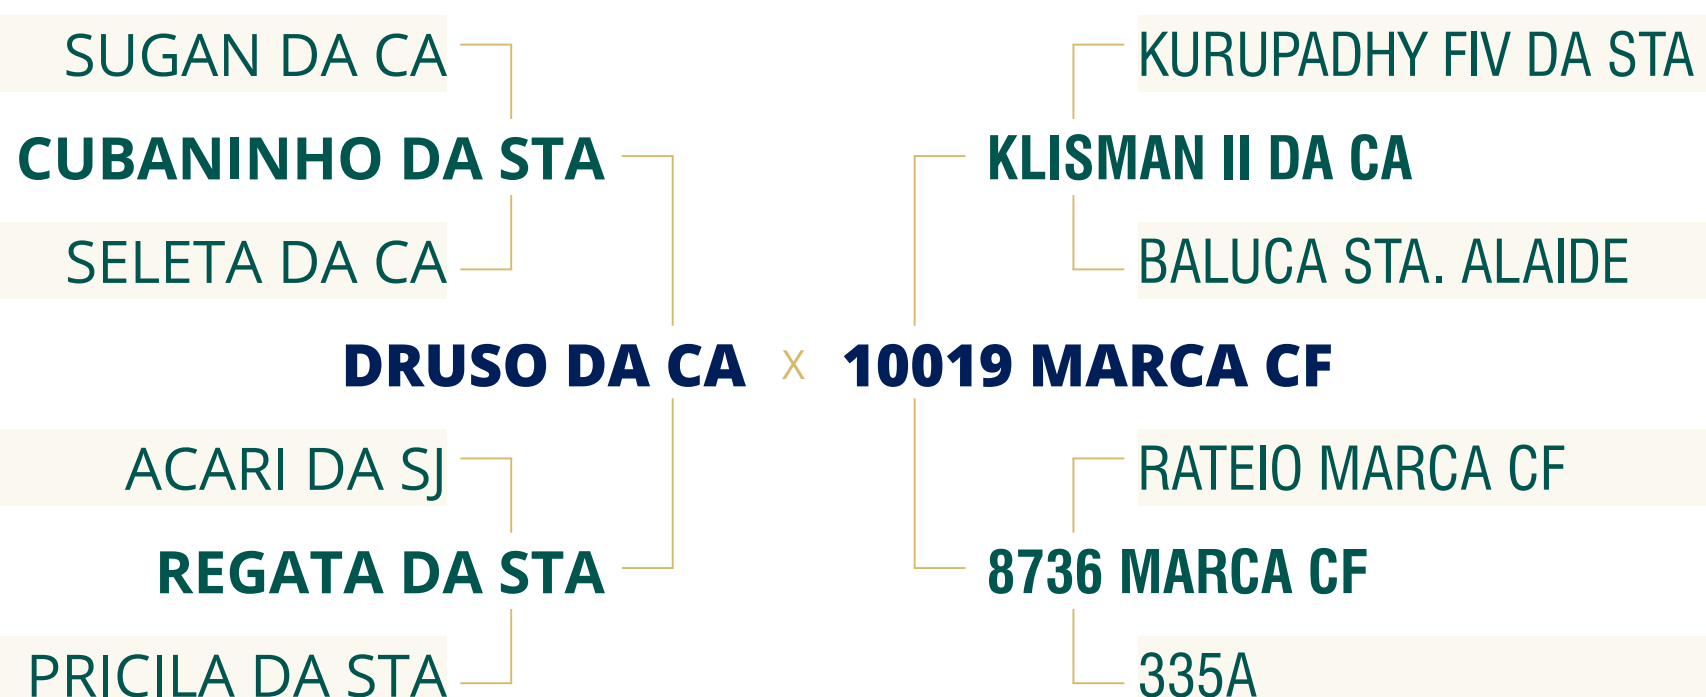 SUGAN DA CA
KURUPADHY FIV DA STA
CUBANINHO DA STA
KLISMAN II DA CA
SELETA DA CA
BALUCA STA. ALAIDE
DRUSO DA CA X 10019 MARCA CF
ACARI DA SJ
RATEIO MARCA CF
REGATA DA STA
8736 MARCA CF
PRICILA DA STA
335A